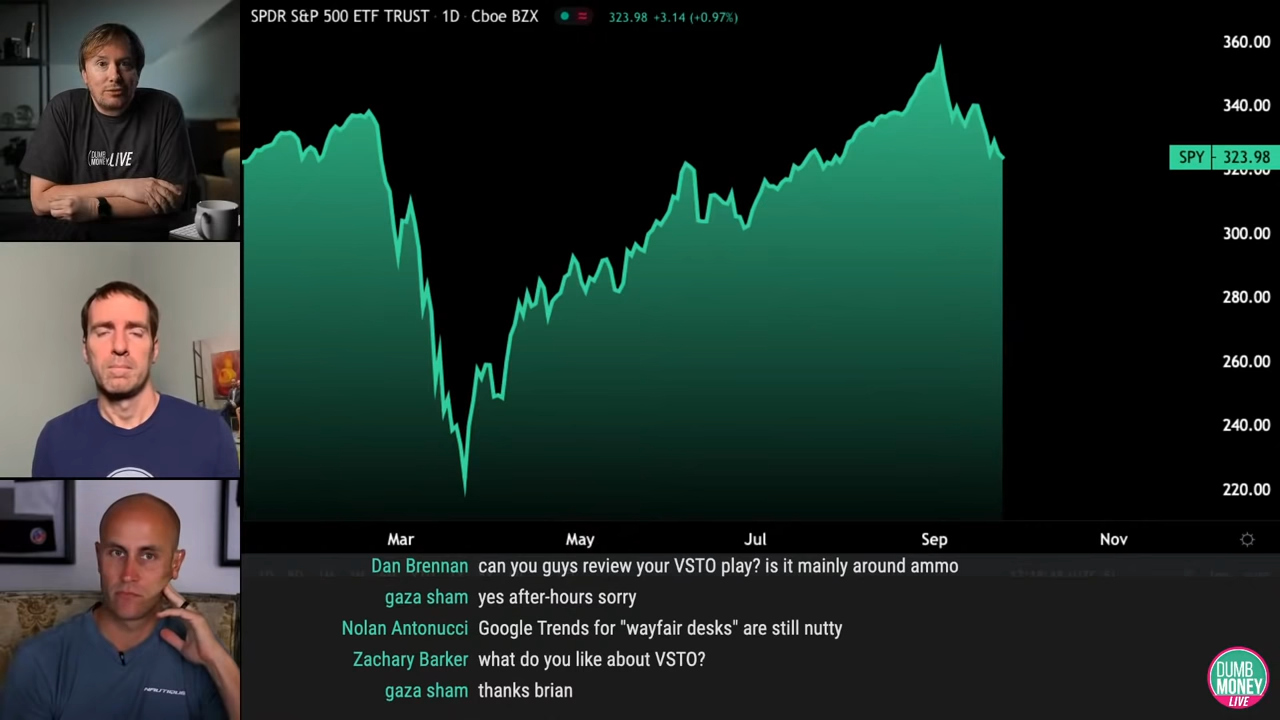 SPDR S&P 500 ETF TRUST · 1D · Cboe BZX
323.98 +3.14 (+0.97%)
360.00
340.00
SPY 323.98
320.00
300.00
280.00
260.00
240.00
220.00
Mar May Jul Sep Nov
Dan Brennan can you guys review your VSTO play? is it mainly around ammo
gaza sham yes after-hours sorry
Nolan Antonucci Google Trends for "wayfair desks" are still nutty
Zachary Barker what do you like about VSTO?
gaza sham thanks brian
DUMB
MONEY LIVE
NAUTIQUE
DUMB
MONEY
LIVE